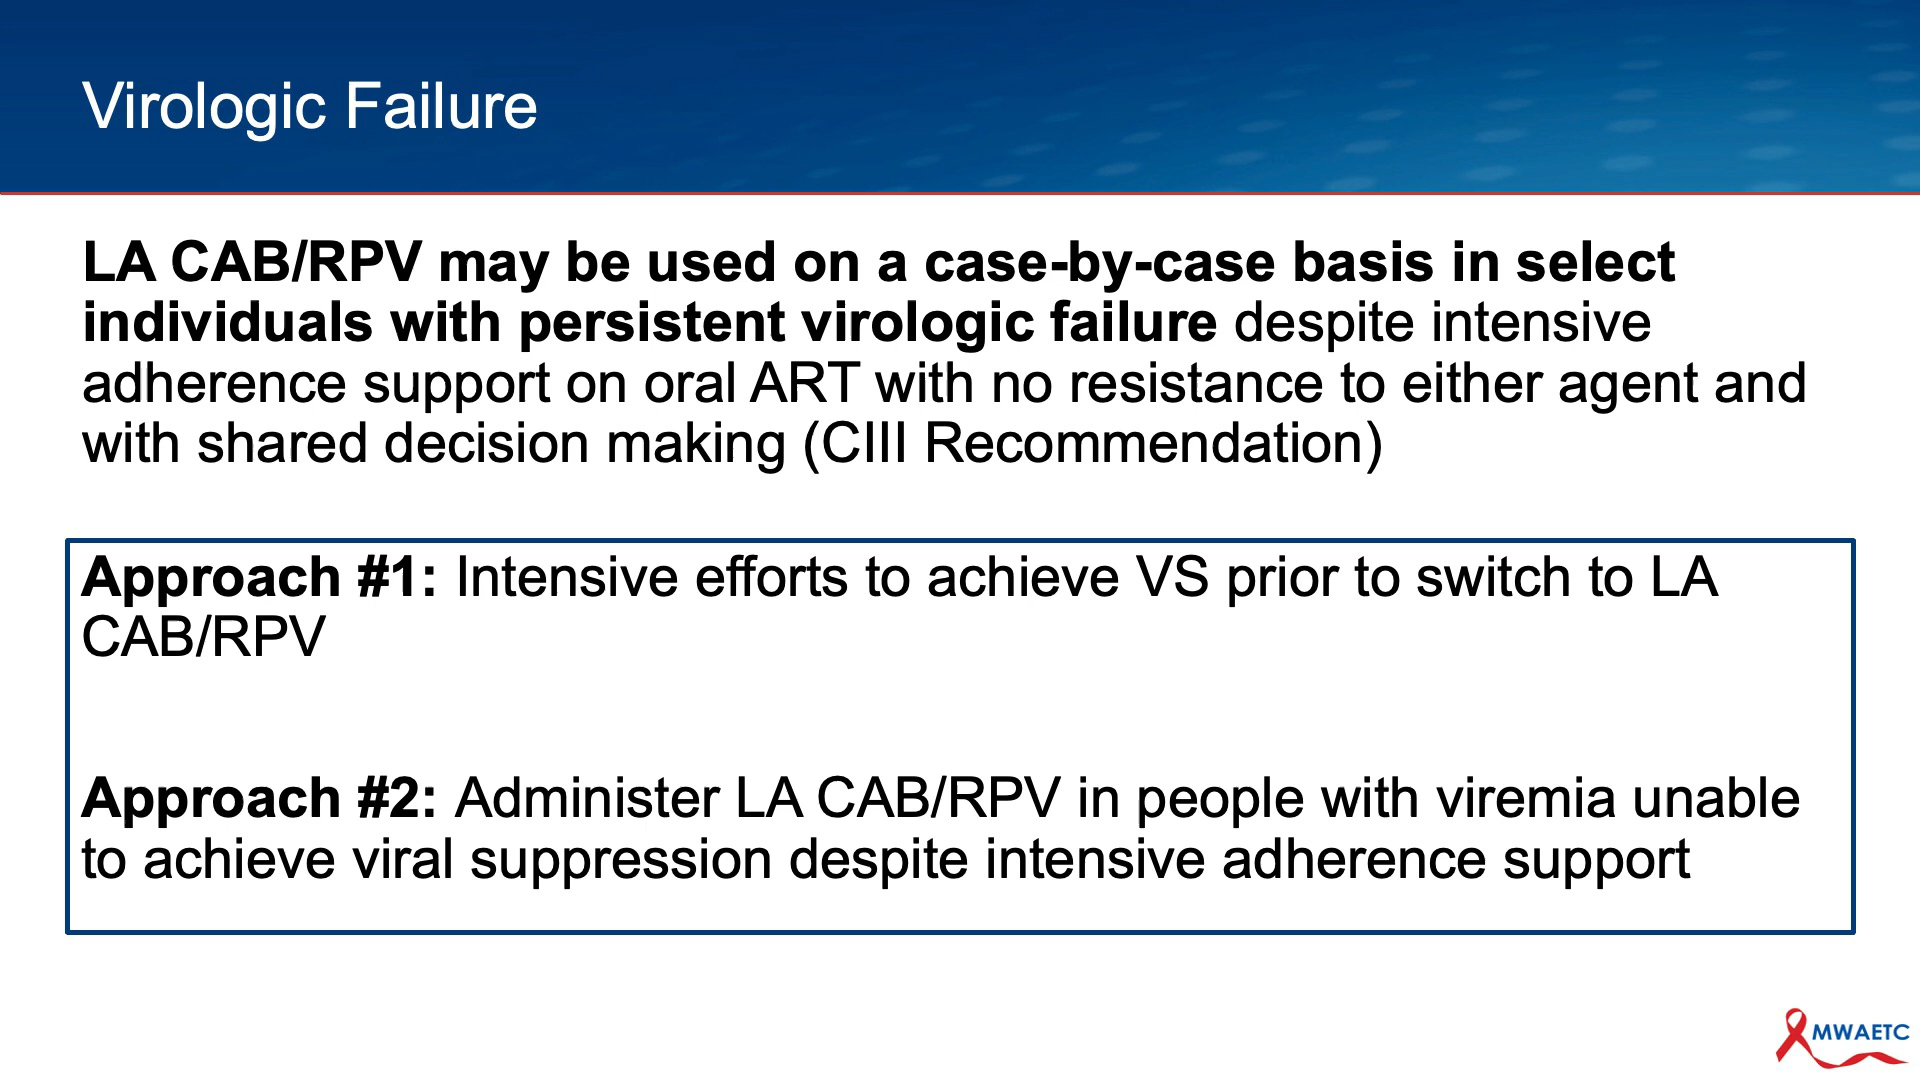 Virologic Failure
LA CAB/RPV may be used on a case-by-case basis in select
individuals with persistent virologic failure despite intensive
adherence support on oral ART with no resistance to either agent and
with shared decision making (CIII Recommendation)
Approach #1: Intensive efforts to achieve VS prior to switch to LA
CAB/RPV
Approach #2: Administer LA CAB/RPV in people with viremia unable
to achieve viral suppression despite intensive adherence support
MWAETC